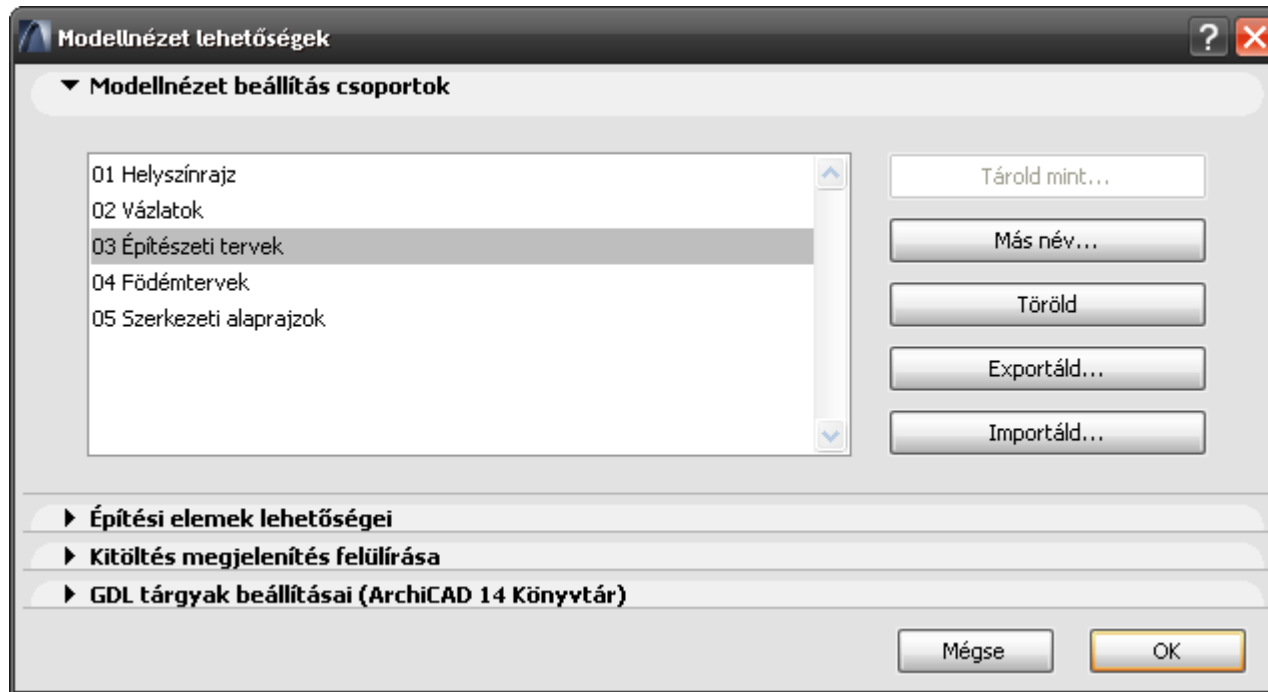 Modellnézet lehetőségek ?
Modellnézet beállítás csoportok
01 Helyszínrajz
02 Vázlatok
03 Építészeti tervek
04 Födémtervek
05 Szerkezeti alaprajzok
Tárold mint...
Más név...
Töröld
Exportáld...
Importáld...
Építési elemek lehetőségei
Kitöltés megjelenítés felülírása
GDL tárgyak beállításai (ArchiCAD 14 Könyvtár)
Mégse OK